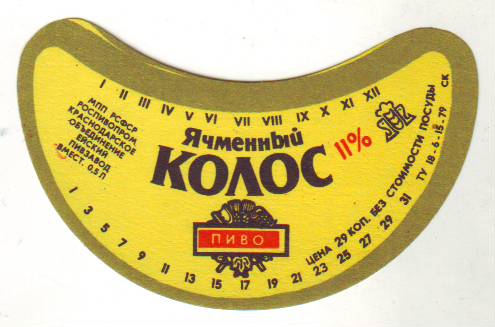 I II III IV V VI VII VIII IX X XI XII
МПП РСФСР
РОСПИВОПРОМ
КРАСНОДАРСКОЕ
ОБЪЕДИНЕНИЕ
ЕЙСКИЙ
ПИВЗАВОД
ВМЕСТ. 0.5 Л
Ячменный
КОЛОС
11%
ПИВО
ЦЕНА 29 КОП. БЕЗ СТОИМОСТИ ПОСУДЫ
ТУ 18-6-15-79 СК
1 3 5 7 9 11 13 15 17 19 21 23 25 27 29 31